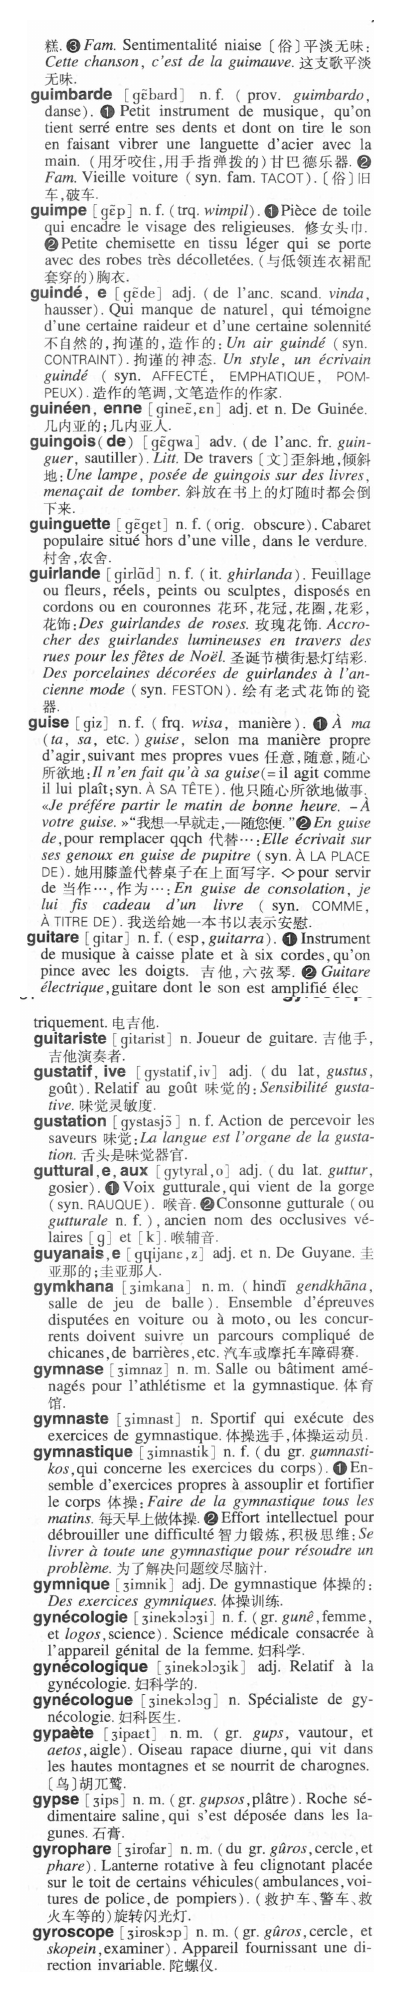 糕. ❸ Fam. Sentimentalité niaise〔俗〕平淡无味:
Cette chanson, c'est de la guimauve. 这支歌平淡
无味.
guimbarde [gɛ̃bard] n. f. ( prov. guimbardo,
danse). ❶ Petit instrument de musique, qu'on
tient serré entre ses dents et dont on tire le son
en faisant vibrer une languette d'acier avec la
main. (用牙咬住,用手指弹拨的)甘巴德乐器. ❷
Fam. Vieille voiture ( syn. fam. TACOT).〔俗〕旧
车,破车.
guimpe [gɛ̃p] n. f. (trq. wimpil). ❶Pièce de toile
qui encadre le visage des religieuses. 修女头巾.
❷Petite chemisette en tissu léger qui se porte
avec des robes très décolletées. (与低领连衣裙配
套穿的)胸衣.
guindé, e [gɛ̃de] adj. ( de l'anc. scand. vinda,
hausser). Qui manque de naturel, qui témoigne
d'une certaine raideur et d'une certaine solennité
不自然的,拘谨的,造作的: Un air guindé ( syn.
CONTRAINT). 拘谨的神态. Un style, un écrivain
guindé ( syn. AFFECTÉ, EMPHATIQUE, POM-
PEUX). 造作的笔调,文笔造作的作家.
guinéen, enne [gineɛ̃,ɛn] adj. et n. De Guinée.
几内亚的;几内亚人.
guingois(de) [gɛ̃gwa] adv. (de l'anc. fr. guin-
guer, sautiller). Litt. De travers〔文〕歪斜地,倾斜
地: Une lampe, posée de guingois sur des livres,
menaçait de tomber. 斜放在书上的灯随时都会倒
下来.
guinguette [gɛ̃gɛt] n. f. (orig. obscure). Cabaret
populaire situé hors d'une ville, dans le verdure.
村舍,农舍.
guirlande [girlɑ̃d] n. f. (it. ghirlanda). Feuillage
ou fleurs, réels, peints ou sculptes, disposés en
cordons ou en couronnes 花环,花冠,花圈,花彩,
花饰:Des guirlandes de roses. 玫瑰花饰. Accro-
cher des guirlandes lumineuses en travers des
rues pour les fêtes de Noël. 圣诞节横街悬灯结彩.
Des porcelaines décorées de guirlandes à l'an-
cienne mode (syn. FESTON). 绘有老式花饰的瓷
器.
guise [giz] n. f. (frq. wisa, manière). ❶ À ma
(ta, sa, etc.) guise, selon ma manière propre
d'agir,suivant mes propres vues 任意,随意,随心
所欲地:Il n'en fait qu'à sa guise(= il agit comme
il lui plaît;syn. À SA TÊTE). 他只随心所欲地做事.
«Je préfére partir le matin de bonne heure. –À
votre guise. »“我想一早就走,—随您便.”❷En guise
de,pour remplacer qqch 代替…:Elle écrivait sur
ses genoux en guise de pupitre (syn. À LA PLACE
DE). 她用膝盖代替桌子在上面写字. ◇pour servir
de 当作…,作为…: En guise de consolation, je
lui fis cadeau d'un livre ( syn. COMME,
À TITRE DE). 我送给她一本书以表示安慰.
guitare [gitar] n. f. (esp, guitarra). ❶ Instrument
de musique à caisse plate et à six cordes,qu'on
pince avec les doigts. 吉他,六弦琴. ❷ Guitare
électrique,guitare dont le son est amplifié élec
triquement. 电吉他.
guitariste [gitarist] n. Joueur de guitare. 吉他手,
吉他演奏者.
gustatif, ive [gystatif,iv] adj. ( du lat, gustus,
goût). Relatif au goût 味觉的: Sensibilité gusta-
tive. 味觉灵敏度.
gustation [gystasjɔ̃] n. f. Action de percevoir les
saveurs 味觉:La langue est l'organe de la gusta-
tion. 舌头是味觉器官.
guttural,e,aux [gytyral,o] adj. (du lat. guttur,
gosier). ❶ Voix gutturale,qui vient de la gorge
(syn. RAUQUE). 喉音. ❷Consonne gutturale (ou
gutturale n. f. ), ancien nom des occlusives vé-
laires [g] et [k]. 喉辅音.
guyanais,e [gɥijanɛ,z] adj. et n. De Guyane. 圭
亚那的;圭亚那人.
gymkhana [ʒimkana] n. m. ( hindī gendkhāna,
salle de jeu de balle). Ensemble d'épreuves
disputées en voiture ou à moto, ou les concur-
rents doivent suivre un parcours compliqué de
chicanes,de barrières,etc. 汽车或摩托车障碍赛.
gymnase [ʒimnaz] n. m. Salle ou bâtiment amé-
nagés pour l'athlétisme et la gymnastique. 体育
馆.
gymnaste [ʒimnast] n. Sportif qui exécute des
exercices de gymnastique. 体操选手,体操运动员.
gymnastique [ʒimnastik] n. f. (du gr. gumnasti-
kos,qui concerne les exercices du corps). ❶ En-
semble d'exercices propres à assouplir et fortifier
le corps 体操: Faire de la gymnastique tous les
matins. 每天早上做体操. ❷Effort intellectuel pour
débrouiller une difficulté 智力锻炼,积极思维:Se
livrer à toute une gymnastique pour résoudre un
problème. 为了解决问题绞尽脑汁.
gymnique [ʒimnik] adj. De gymnastique 体操的:
Des exercices gymniques. 体操训练.
gynécologie [ʒinekɔlɔʒi] n. f. (gr. gunê,femme,
et logos,science). Science médicale consacrée à
l'appareil génital de la femme. 妇科学.
gynécologique [ʒinekɔlɔʒik] adj. Relatif à la
gynécologie. 妇科学的.
gynécologue [ʒinekɔlɔg] n. Spécialiste de gy-
nécologie. 妇科医生.
gypaète [ʒipaɛt] n. m. ( gr. gups, vautour, et
aetos,aigle). Oiseau rapace diurne,qui vit dans
les hautes montagnes et se nourrit de charognes.
〔鸟〕胡兀鹫.
gypse [ʒips] n. m. (gr. gupsos,plâtre). Roche sé-
dimentaire saline,qui s'est déposée dans les la-
gunes. 石膏.
gyrophare [ʒirofar] n. m. (du gr. gûros,cercle,et
phare). Lanterne rotative à feu clignotant placée
sur le toit de certains véhicules(ambulances,voi-
tures de police,de pompiers). (救护车、警车、救
火车等的)旋转闪光灯.
gyroscope [ʒiroskɔp] n. m. (gr. gûros,cercle, et
skopein,examiner). Appareil fournissant une di-
rection invariable. 陀螺仪.